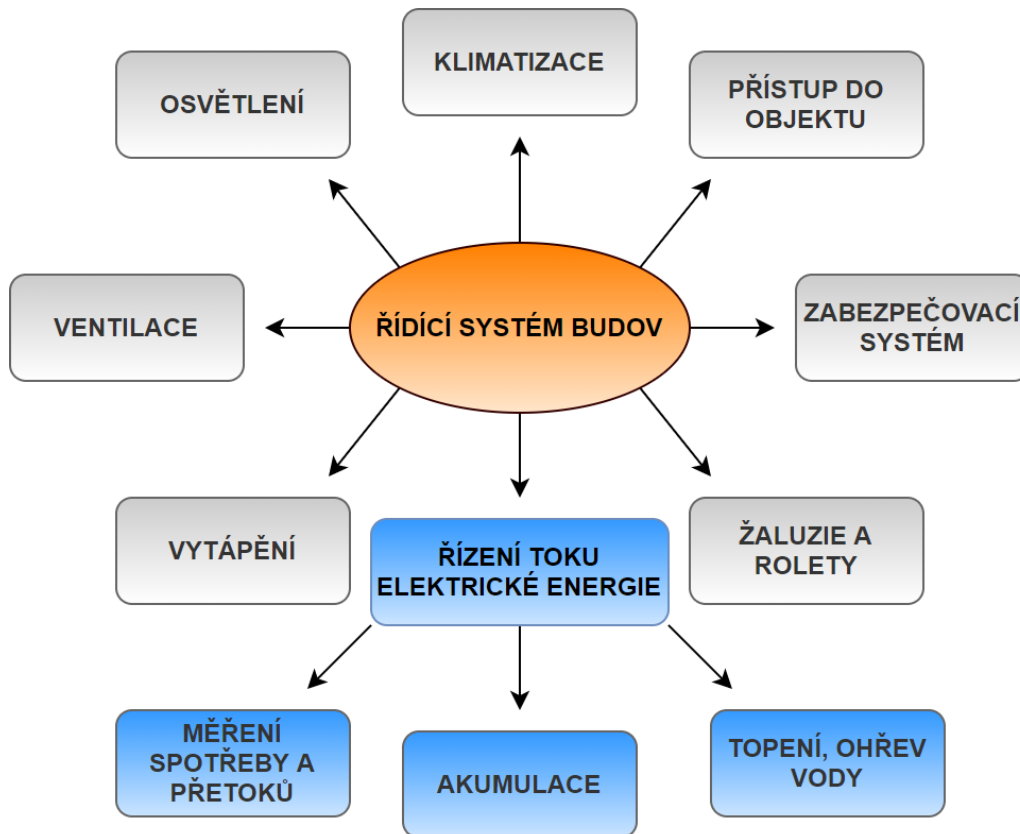 KLIMATIZACE
OSVĚTLENÍ
PŘÍSTUP DO
OBJEKTU
VENTILACE
ŘÍDÍCÍ SYSTÉM BUDOV
ZABEZPEČOVACÍ
SYSTÉM
VYTÁPĚNÍ
ŘÍZENÍ TOKU
ELEKTRICKÉ ENERGIE
ŽALUZIE A
ROLETY
MĚŘENÍ
SPOTŘEBY A
PŘETOKŮ
AKUMULACE
TOPENÍ, OHŘEV
VODY